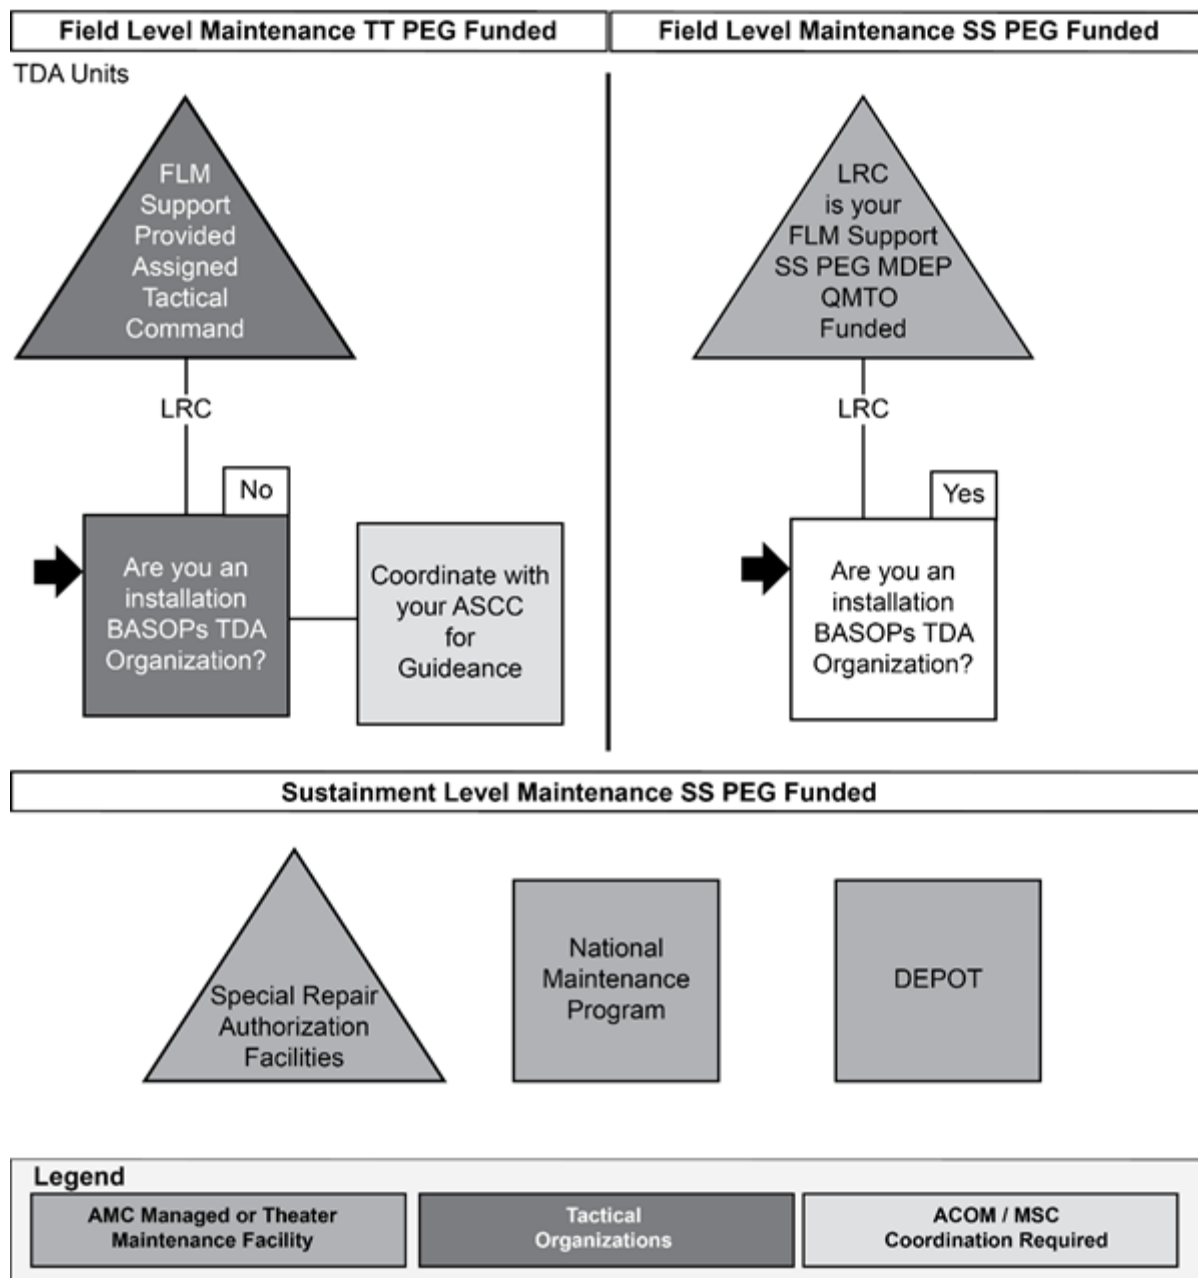 Field Level Maintenance TT PEG Funded
Field Level Maintenance SS PEG Funded
TDA Units
FLM
Support
Provided
Assigned
Tactical
Command
LRC
No
Are you an
installation
BASOPs TDA
Organization?
Coordinate with
your ASCC
for
Guideance
LRC
is your
FLM Support
SS PEG MDEP
QMTO
Funded
LRC
Yes
Are you an
installation
BASOPs TDA
Organization?
Sustainment Level Maintenance SS PEG Funded
Special Repair
Authorization
Facilities
National
Maintenance
Program
DEPOT
Legend
AMC Managed or Theater
Maintenance Facility
Tactical
Organizations
ACOM / MSC
Coordination Required